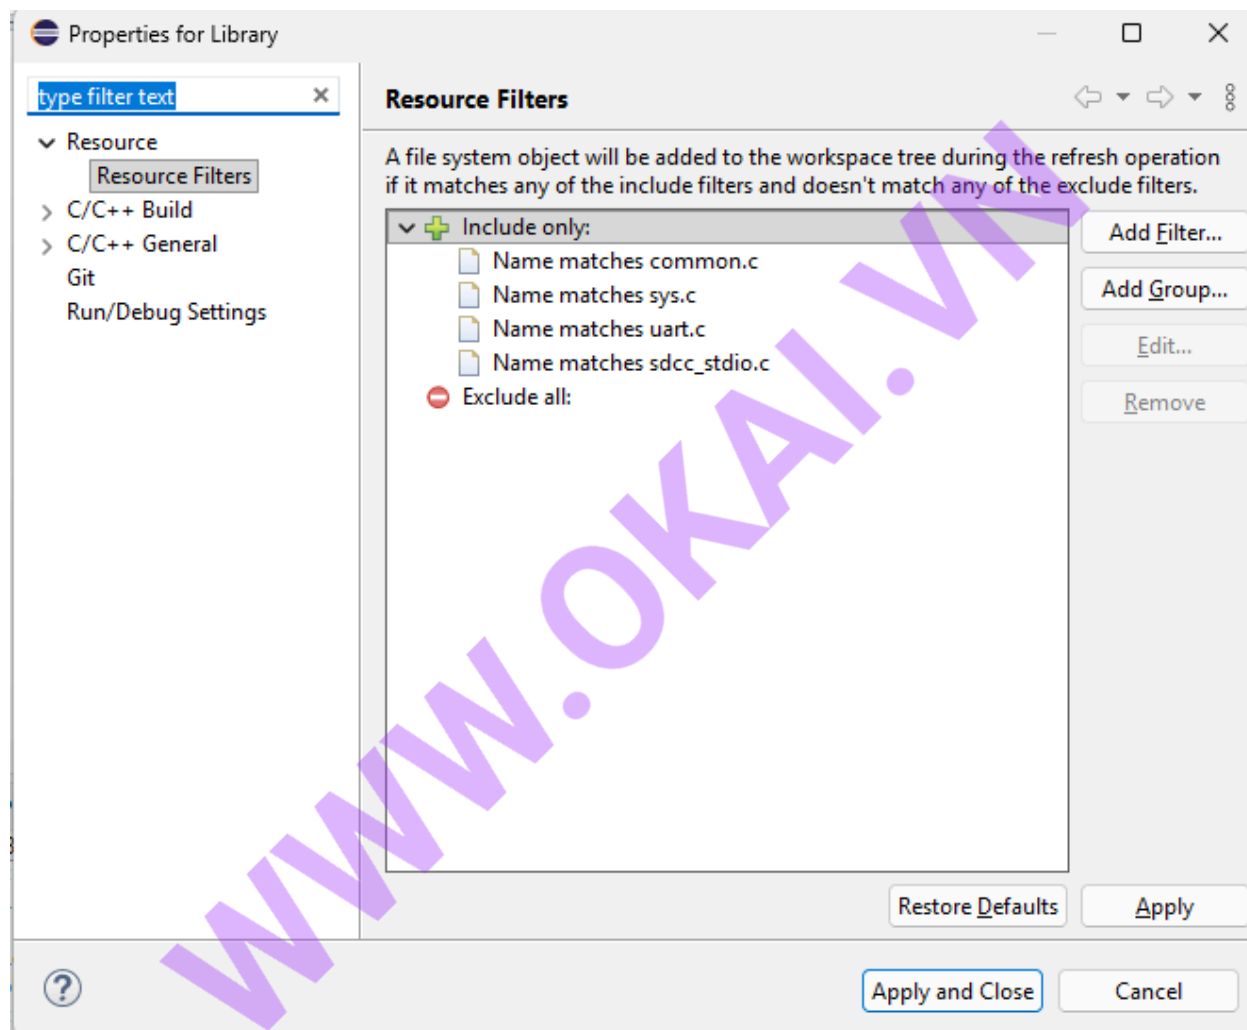 Properties for Library
type filter text
Resource
Resource Filters
C/C++ Build
C/C++ General
Git
Run/Debug Settings
Resource Filters
A file system object will be added to the workspace tree during the refresh operation
if it matches any of the include filters and doesn't match any of the exclude filters.
Include only:
Name matches common.c
Name matches sys.c
Name matches uart.c
Name matches sdcc_stdio.c
Exclude all:
Add Filter...
Add Group...
Edit...
Remove
Restore Defaults
Apply
Apply and Close
Cancel
WWW.OKAI.VN